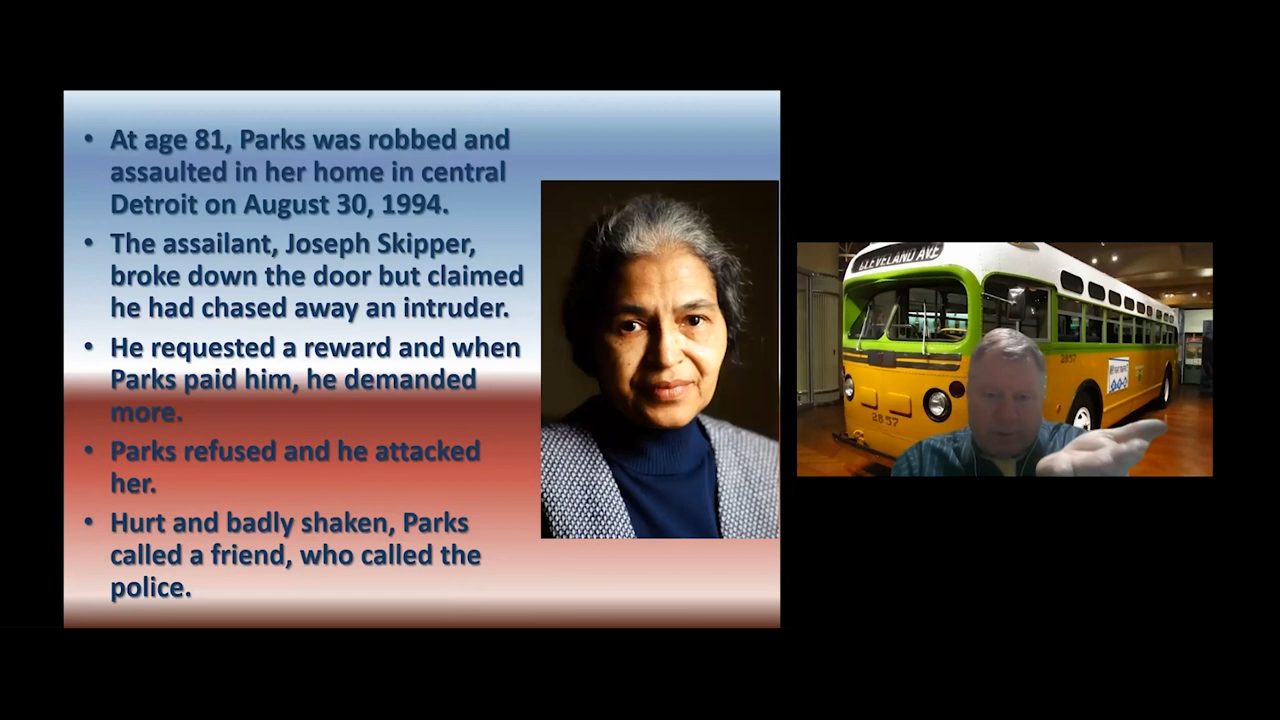 • At age 81, Parks was robbed and
assaulted in her home in central
Detroit on August 30, 1994.
• The assailant, Joseph Skipper,
broke down the door but claimed
he had chased away an intruder.
• He requested a reward and when
Parks paid him, he demanded
more.
• Parks refused and he attacked
her.
• Hurt and badly shaken, Parks
called a friend, who called the
police.
CLEVELAND AVE
2857
2857